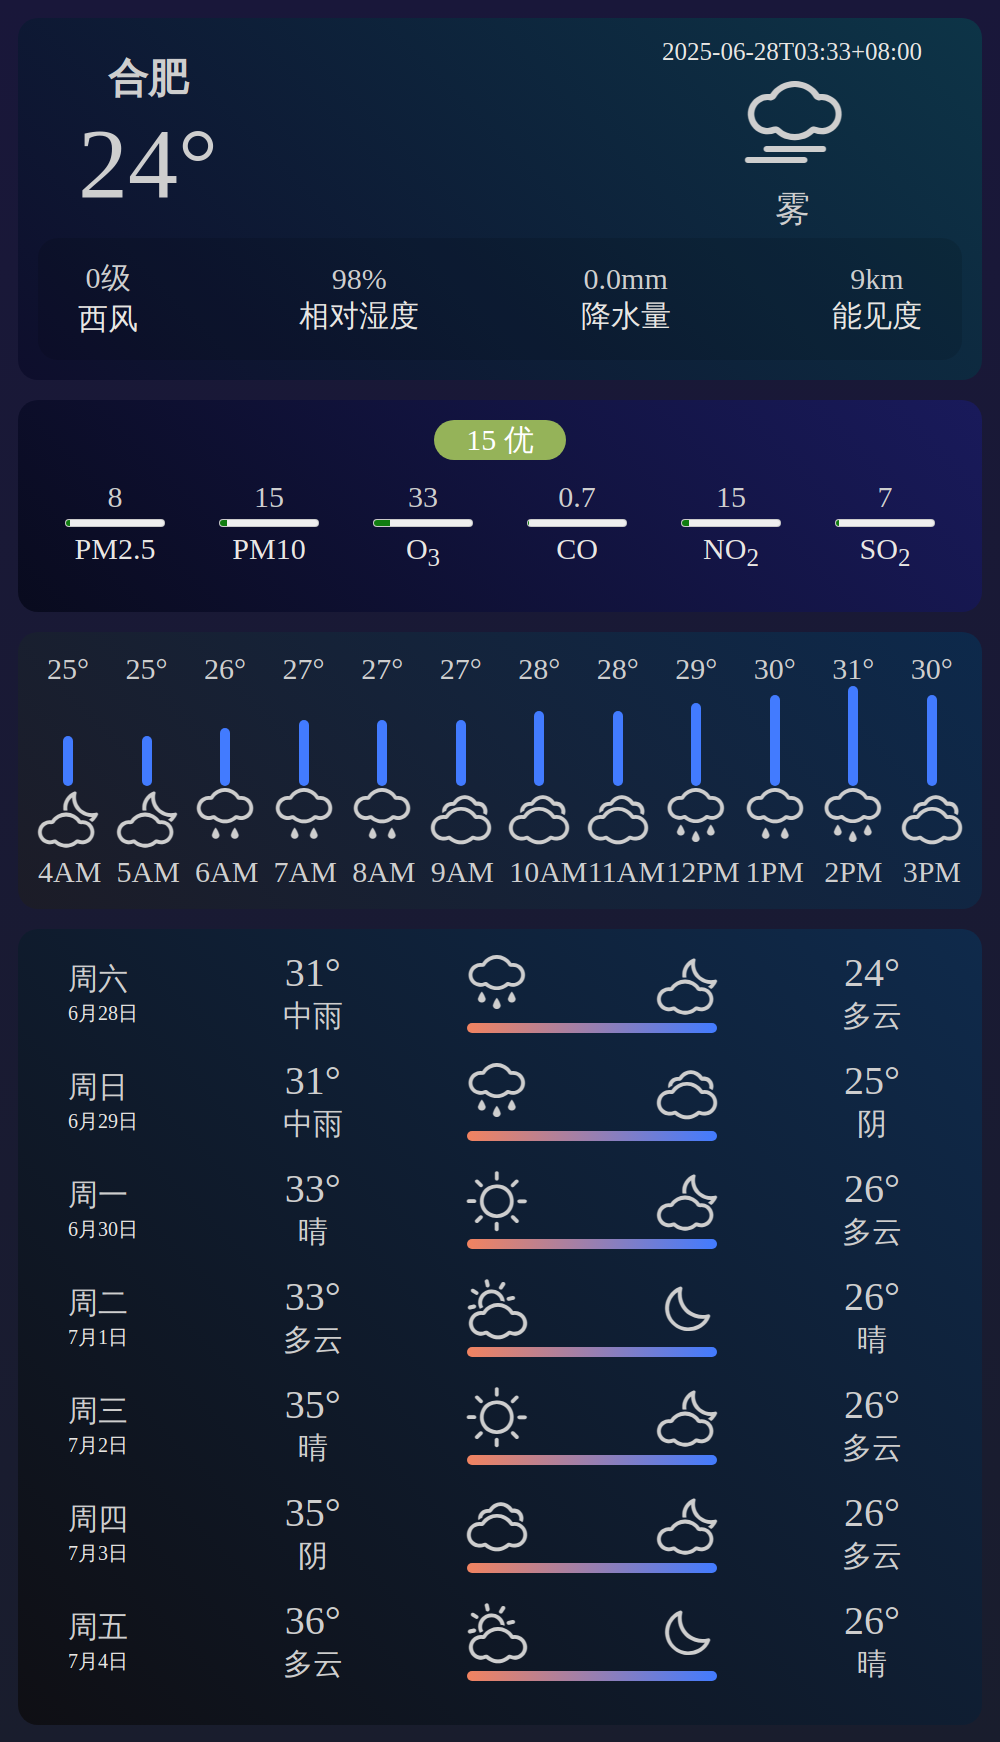 合肥
24°
2025-06-28T03:33+08:00
雾
0级 98% 0.0mm 9km
西风 相对湿度 降水量 能见度
15 优
8 15 33 0.7 15 7
PM2.5 PM10 O3 CO NO2 SO2
25° 25° 26° 27° 27° 27° 28° 28° 29° 30° 31° 30°
4AM 5AM 6AM 7AM 8AM 9AM 10AM 11AM 12PM 1PM 2PM 3PM
周六 31° 24°
6月28日 中雨 多云
周日 31° 25°
6月29日 中雨 阴
周一 33° 26°
6月30日 晴 多云
周二 33° 26°
7月1日 多云 晴
周三 35° 26°
7月2日 晴 多云
周四 35° 26°
7月3日 阴 多云
周五 36° 26°
7月4日 多云 晴